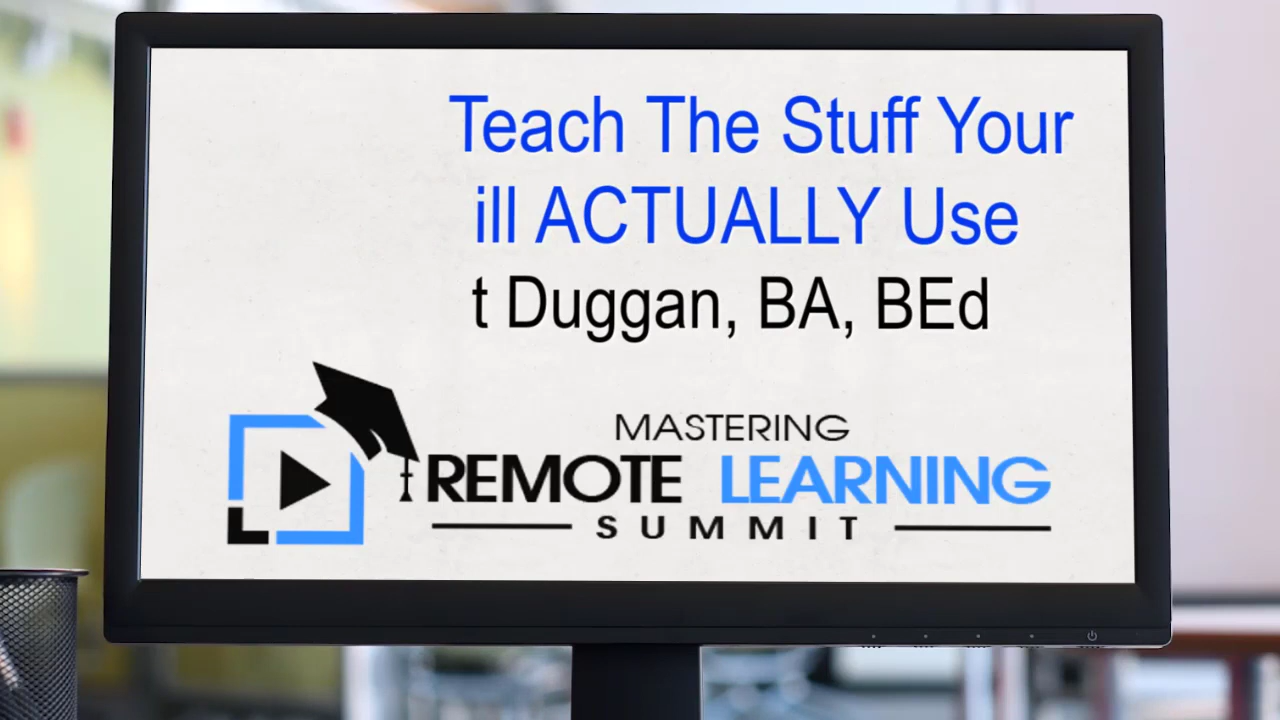 Teach The Stuff Your
ill ACTUALLY Use
t Duggan, BA, BEd
MASTERING
REMOTE LEARNING
SUMMIT